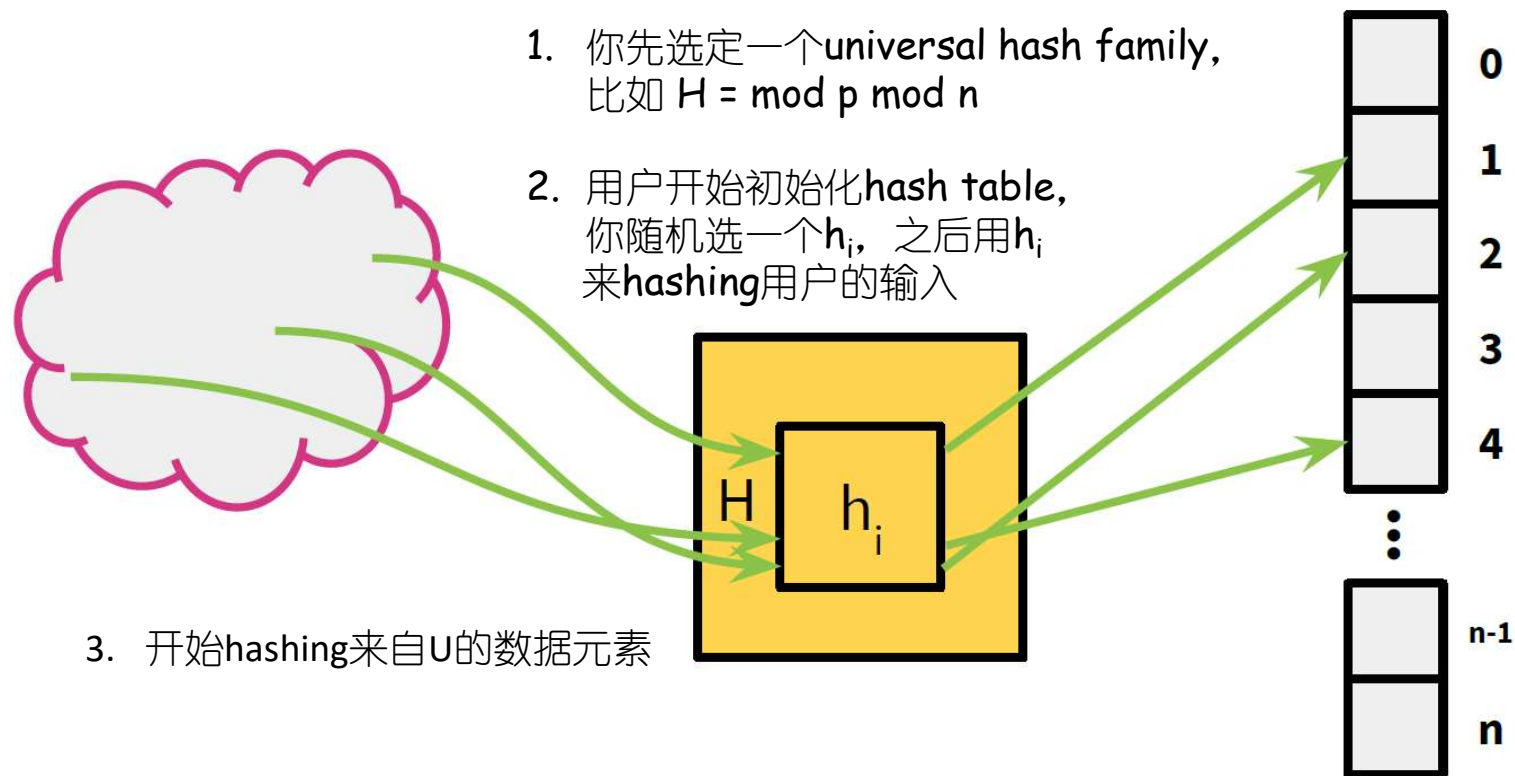 1. 你先选定一个universal hash family,
比如 H = mod p mod n
2. 用户开始初始化hash table,
你随机选一个hᵢ，之后用hᵢ
来hashing用户的输入
H
hᵢ
3. 开始hashing来自U的数据元素
0
1
2
3
4
n-1
n